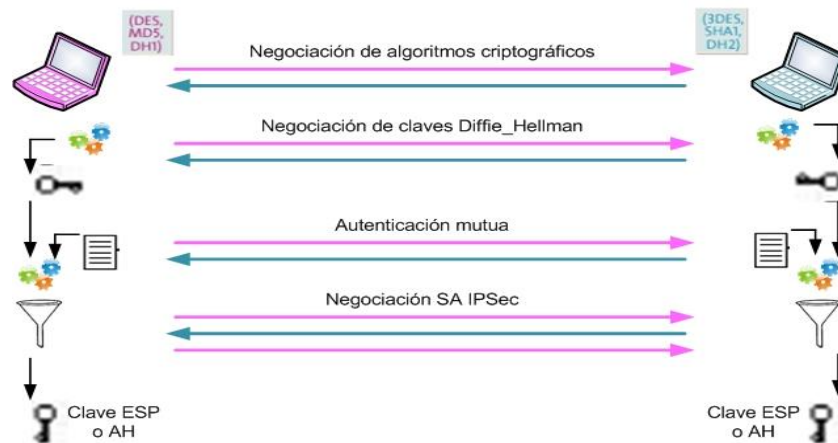 (DES,
MD5,
DH1)
(3DES,
SHA1,
DH2)
Negociación de algoritmos criptográficos
Negociación de claves Diffie_Hellman
Autenticación mutua
Negociación SA IPSec
Clave ESP
o AH
Clave ESP
o AH